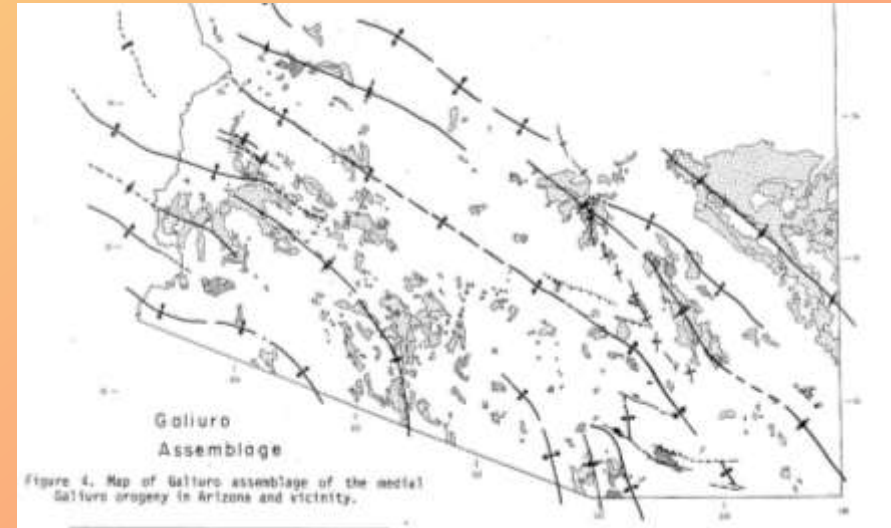 Galiuro
Assemblage
Figure 4. Map of Galiuro assemblage of the medial
Galiuro orogeny in Arizona and vicinity.